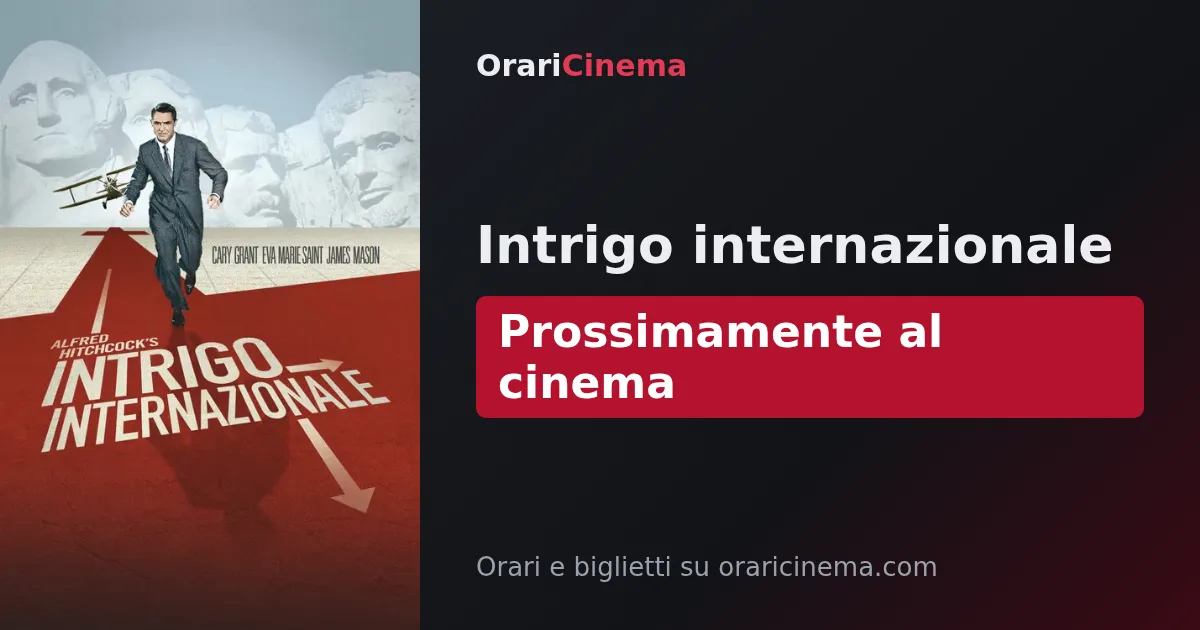 CARY GRANT EVA MARIE SAINT JAMES MASON
ALFRED
HITCHCOCK'S
INTRIGO
INTERNAZIONALE
OrariCinema
Intrigo internazionale
Prossimamente al
cinema
Orari e biglietti su oraricinema.com